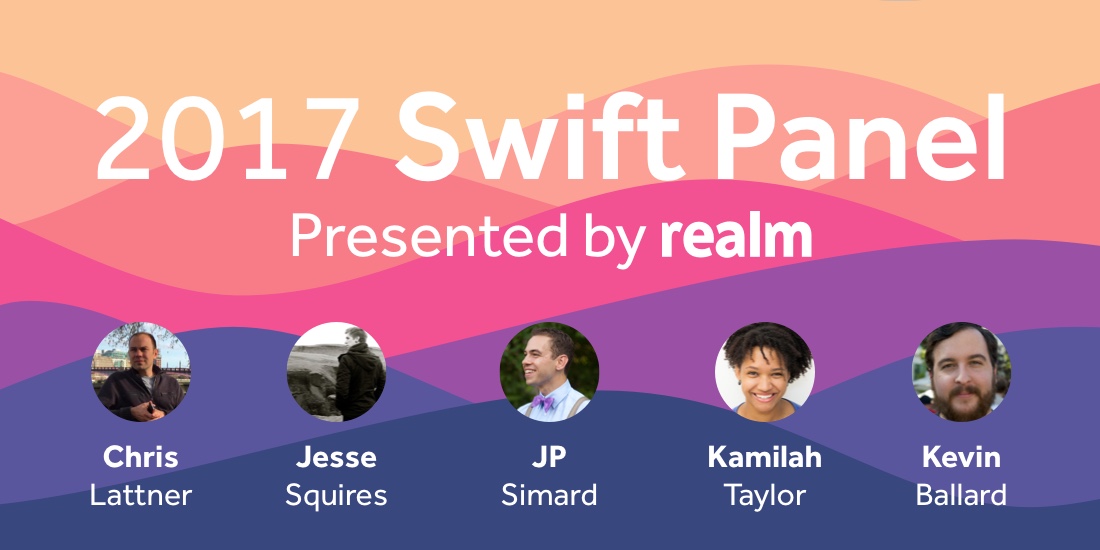 2017 Swift Panel
Presented by realm
Chris
Lattner
Jesse
Squires
JP
Simard
Kamilah
Taylor
Kevin
Ballard